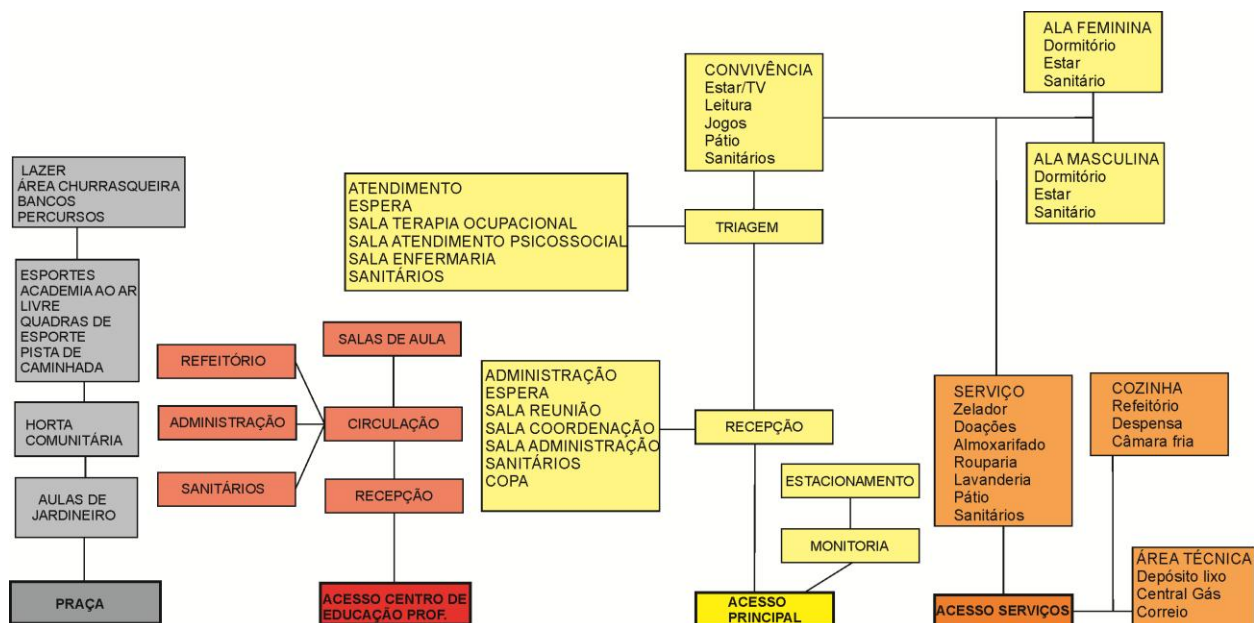 LAZER
ÁREA CHURRASQUEIRA
BANCOS
PERCURSOS
ESPORTES
ACADEMIA AO AR
LIVRE
QUADRAS DE
ESPORTE
PISTA DE
CAMINHADA
HORTA
COMUNITÁRIA
AULAS DE
JARDINEIRO
PRAÇA
REFEITÓRIO
ADMINISTRAÇÃO
SANITÁRIOS
SALAS DE AULA
CIRCULAÇÃO
RECEPÇÃO
ACESSO CENTRO DE
EDUCAÇÃO PROF.
ATENDIMENTO
ESPERA
SALA TERAPIA OCUPACIONAL
SALA ATENDIMENTO PSICOSSOCIAL
SALA ENFERMARIA
SANITÁRIOS
ADMINISTRAÇÃO
ESPERA
SALA REUNIÃO
SALA COORDENAÇÃO
SALA ADMINISTRAÇÃO
SANITÁRIOS
COPA
CONVIVÊNCIA
Estar/TV
Leitura
Jogos
Pátio
Sanitários
TRIAGEM
RECEPÇÃO
ESTACIONAMENTO
MONITORIA
ACESSO
PRINCIPAL
ALA FEMININA
Dormitório
Estar
Sanitário
ALA MASCULINA
Dormitório
Estar
Sanitário
SERVIÇO
Zelador
Doações
Almoxarifado
Rouparia
Lavanderia
Pátio
Sanitários
ACESSO SERVIÇOS
COZINHA
Refeitório
Despensa
Câmara fria
ÁREA TÉCNICA
Depósito lixo
Central Gás
Correio